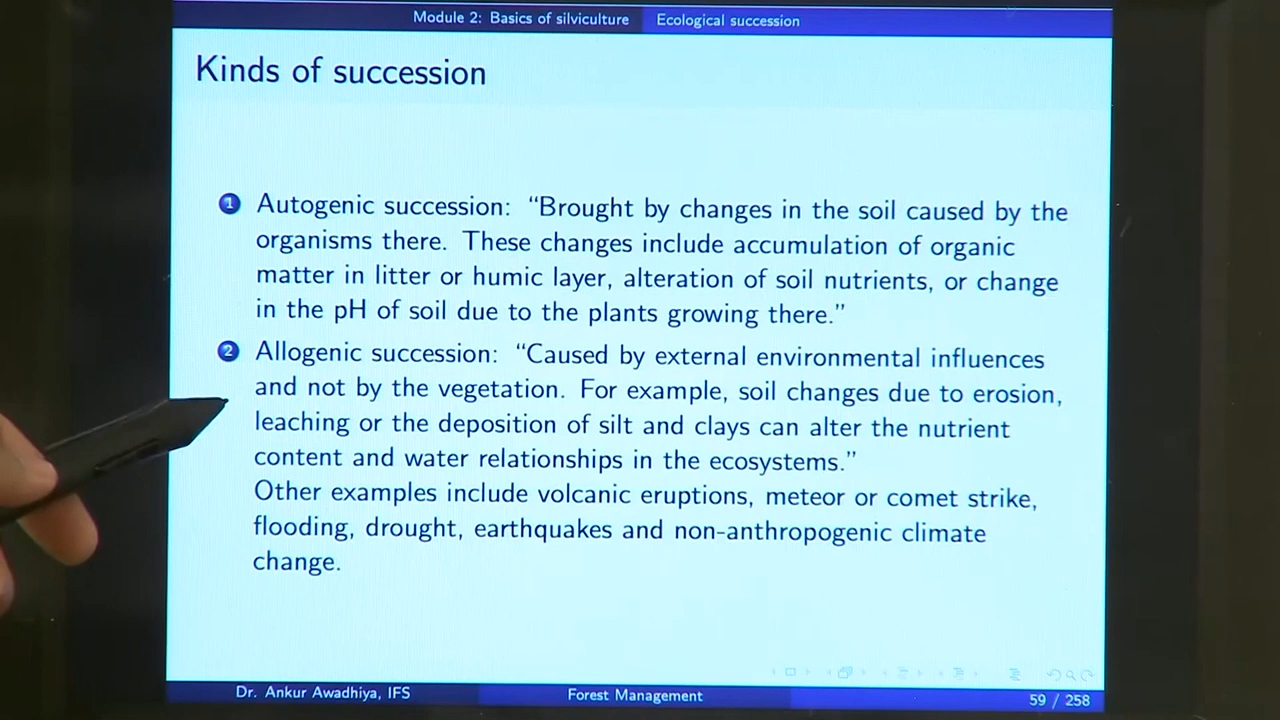 Module 2: Basics of silviculture Ecological succession
Kinds of succession
1 Autogenic succession: “Brought by changes in the soil caused by the
organisms there. These changes include accumulation of organic
matter in litter or humic layer, alteration of soil nutrients, or change
in the pH of soil due to the plants growing there.”
2 Allogenic succession: “Caused by external environmental influences
and not by the vegetation. For example, soil changes due to erosion,
leaching or the deposition of silt and clays can alter the nutrient
content and water relationships in the ecosystems.”
Other examples include volcanic eruptions, meteor or comet strike,
flooding, drought, earthquakes and non-anthropogenic climate
change.
Dr. Ankur Awadhiya, IFS Forest Management 59 / 258